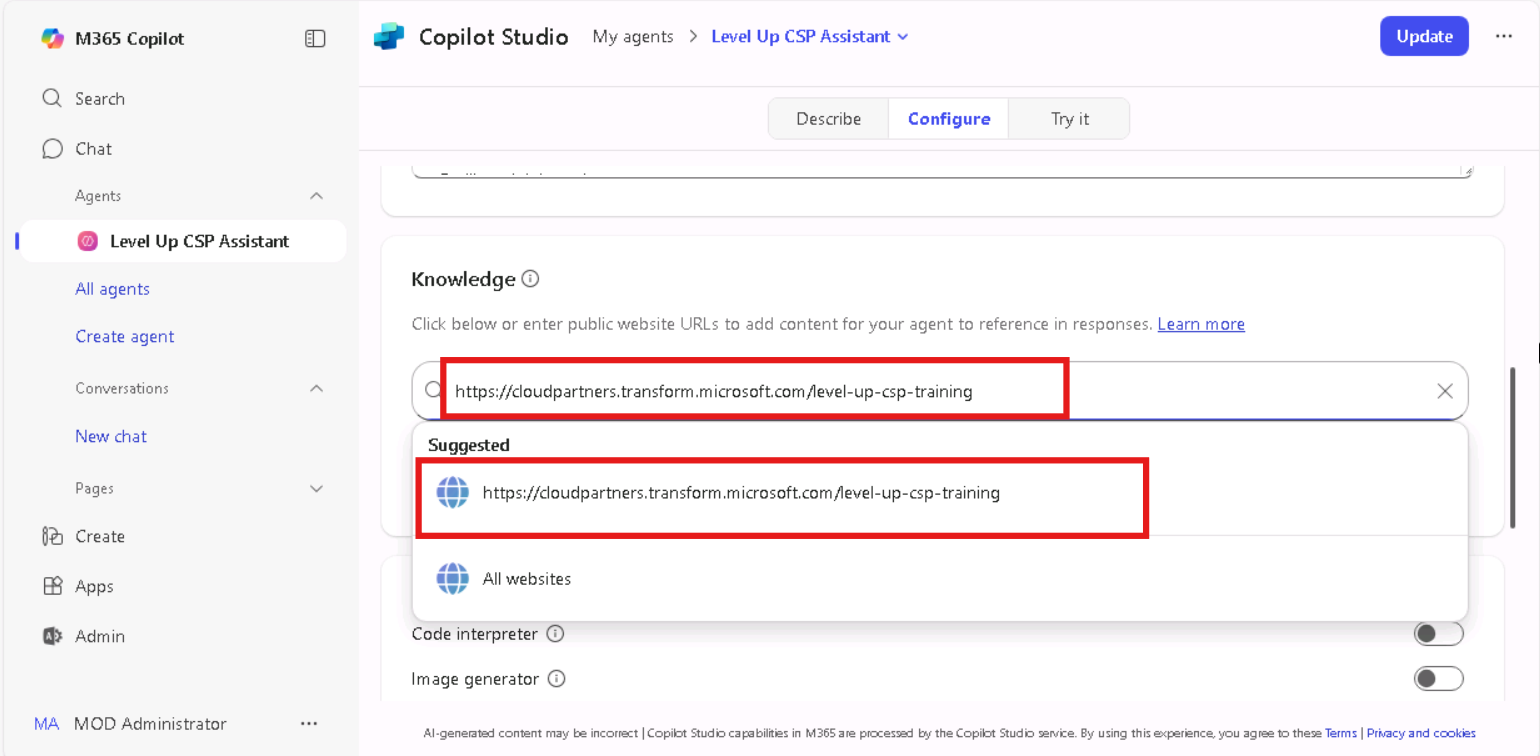 M365 Copilot
Search
Chat
Agents
Level Up CSP Assistant
All agents
Create agent
Conversations
New chat
Pages
Create
Apps
Admin
MA MOD Administrator ...
Copilot Studio My agents > Level Up CSP Assistant
Update ...
Describe Configure Try it
Knowledge
Click below or enter public website URLs to add content for your agent to reference in responses. Learn more
https://cloudpartners.transform.microsoft.com/level-up-csp-training
Suggested
https://cloudpartners.transform.microsoft.com/level-up-csp-training
All websites
Code interpreter
Image generator
AI-generated content may be incorrect | Copilot Studio capabilities in M365 are processed by the Copilot Studio service. By using this experience, you agree to these Terms | Privacy and cookies